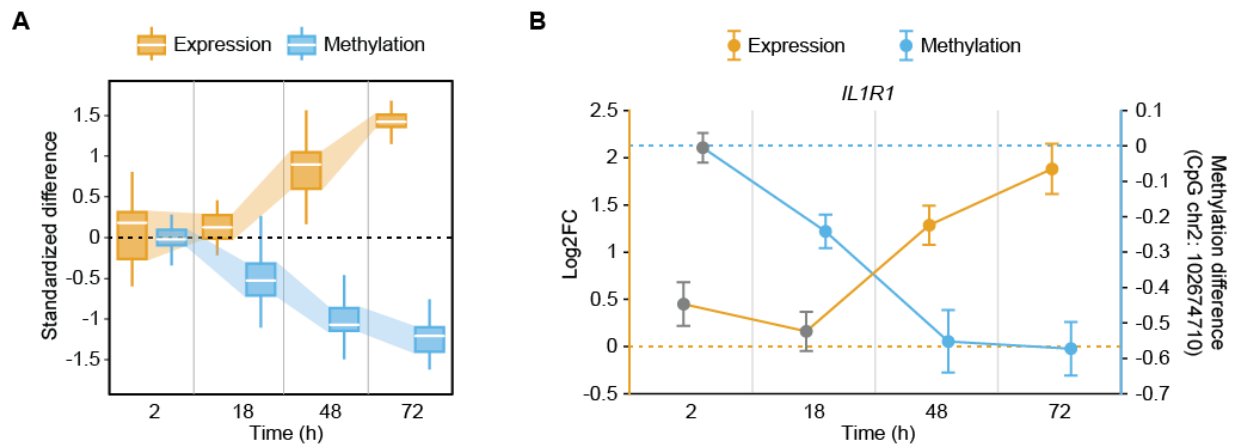 A
Expression
Methylation
Standardized difference
1.5
1
0.5
0
-0.5
-1
-1.5
2
18
48
72
Time (h)
B
Expression
Methylation
IL1R1
Log2FC
2.5
2
1.5
1
0.5
0
-0.5
0.1
0
-0.1
-0.2
-0.3
-0.4
-0.5
-0.6
-0.7
Methylation difference
(CpG chr2: 102674710)
2
18
48
72
Time (h)